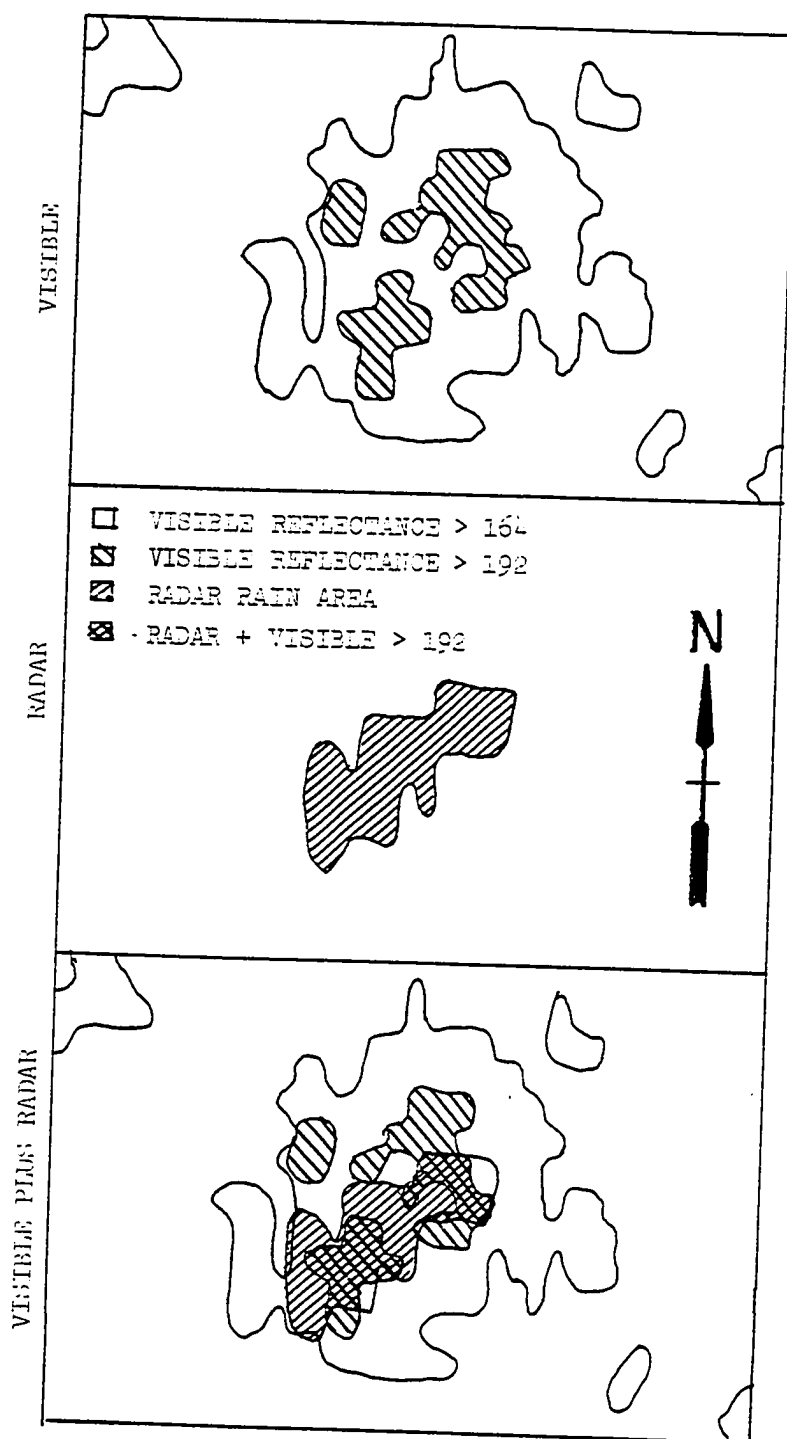 VISIBLE
RADAR
VISIBLE REFLECTANCE > 164
VISIBLE REFLECTANCE > 192
RADAR RAIN AREA
RADAR + VISIBLE > 192
N
VISIBLE PLUS RADAR